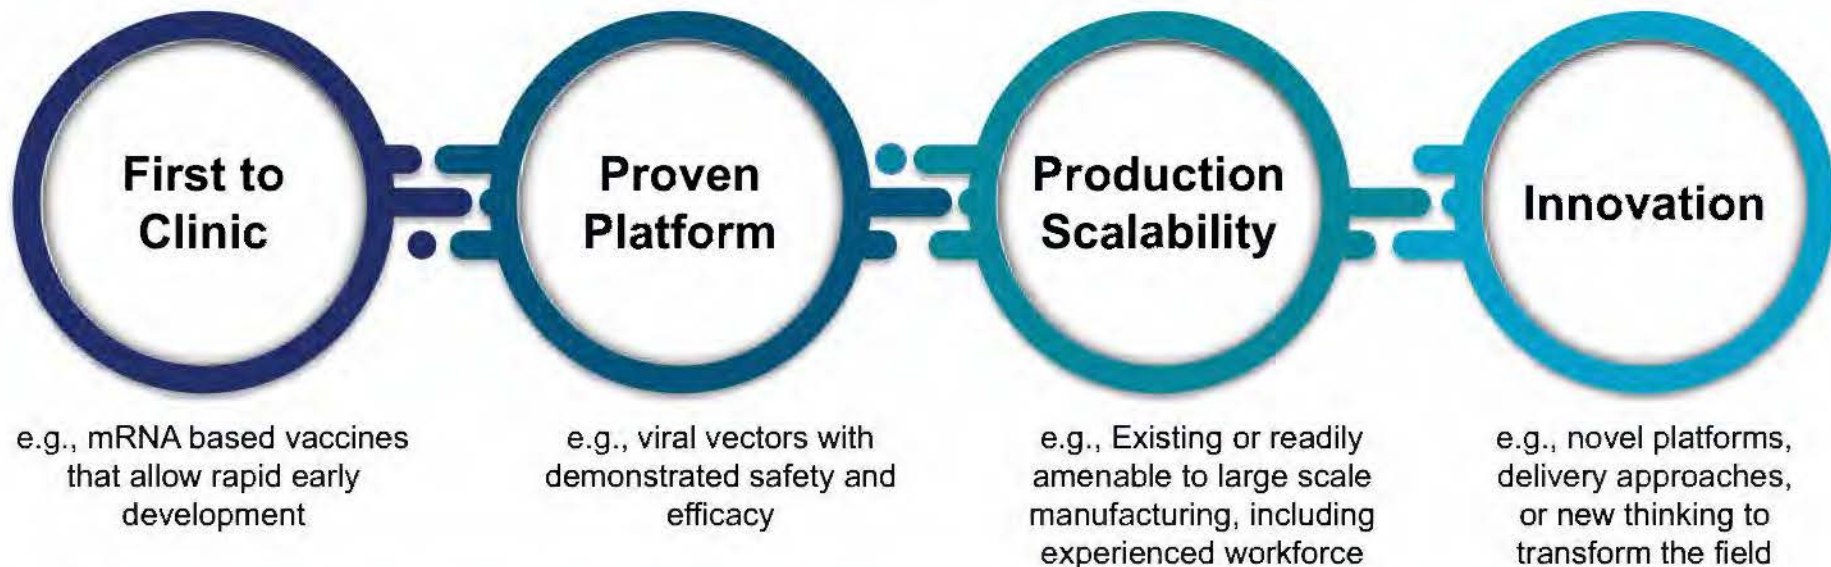 First to
Clinic
Proven
Platform
Production
Scalability
Innovation
e.g., mRNA based vaccines
that allow rapid early
development
e.g., viral vectors with
demonstrated safety and
efficacy
e.g., Existing or readily
amenable to large scale
manufacturing, including
experienced workforce
e.g., novel platforms,
delivery approaches,
or new thinking to
transform the field